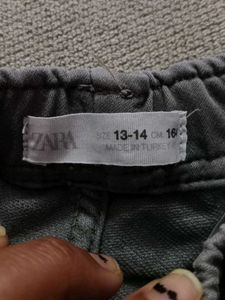 ZARA
SIZE 13-14 CM 16
MADE IN TURKEY